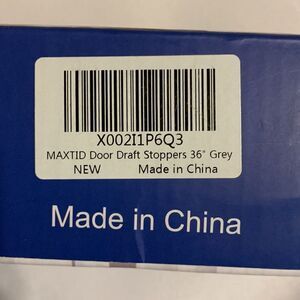 X002I1P6Q3
MAXTID Door Draft Stoppers 36" Grey
NEW Made in China
Made in China